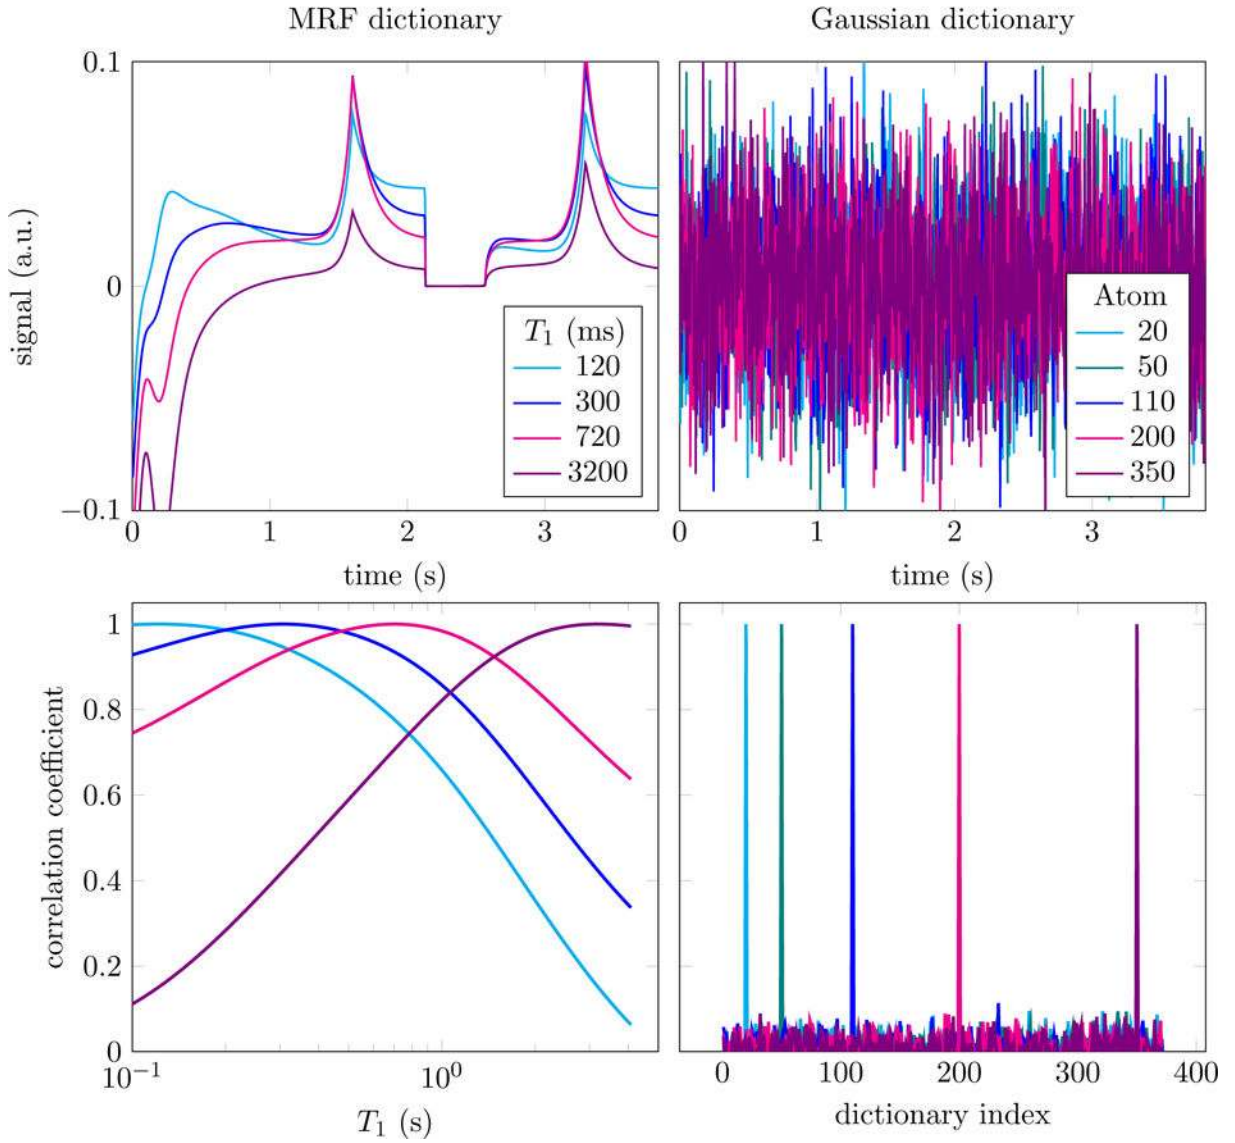 MRF dictionary
Gaussian dictionary
signal (a.u.)
0.1
0
−0.1
0 1 2 3
time (s)
T₁ (ms)
120
300
720
3200
0 1 2 3
time (s)
Atom
20
50
110
200
350
correlation coefficient
1
0.8
0.6
0.4
0.2
0
10⁻¹ 10⁰
T₁ (s)
0 100 200 300 400
dictionary index